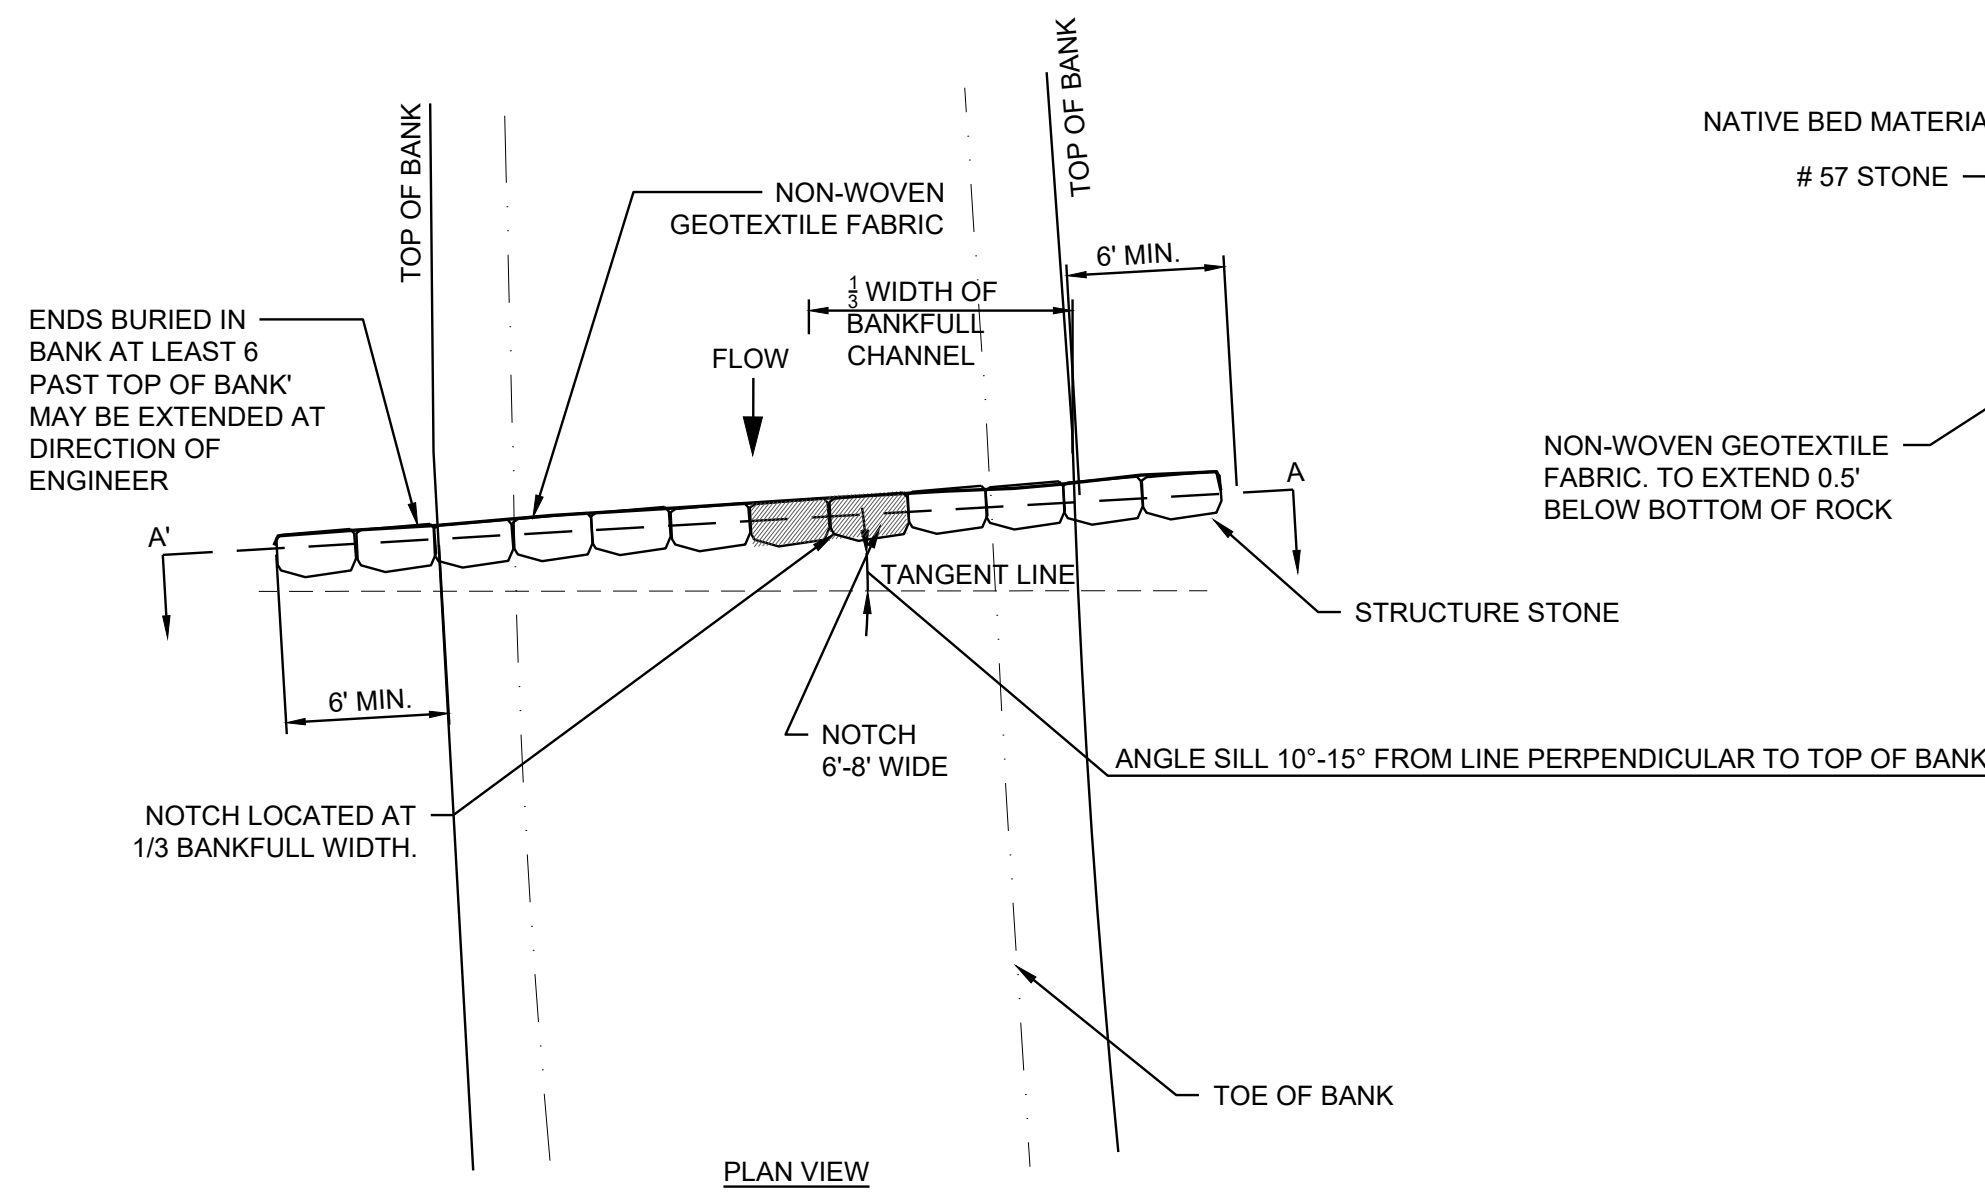 TOP OF BANK
TOP OF BANK
NATIVE BED MATERIA
# 57 STONE
NON-WOVEN
GEOTEXTILE FABRIC
6' MIN.
1/3 WIDTH OF
BANKFULL
CHANNEL
ENDS BURIED IN
BANK AT LEAST 6
PAST TOP OF BANK'
MAY BE EXTENDED AT
DIRECTION OF
ENGINEER
FLOW
NON-WOVEN GEOTEXTILE
FABRIC. TO EXTEND 0.5'
BELOW BOTTOM OF ROCK
A
A'
TANGENT LINE
STRUCTURE STONE
6' MIN.
NOTCH
6'-8' WIDE
ANGLE SILL 10°-15° FROM LINE PERPENDICULAR TO TOP OF BANK
NOTCH LOCATED AT
1/3 BANKFULL WIDTH.
TOE OF BANK
PLAN VIEW